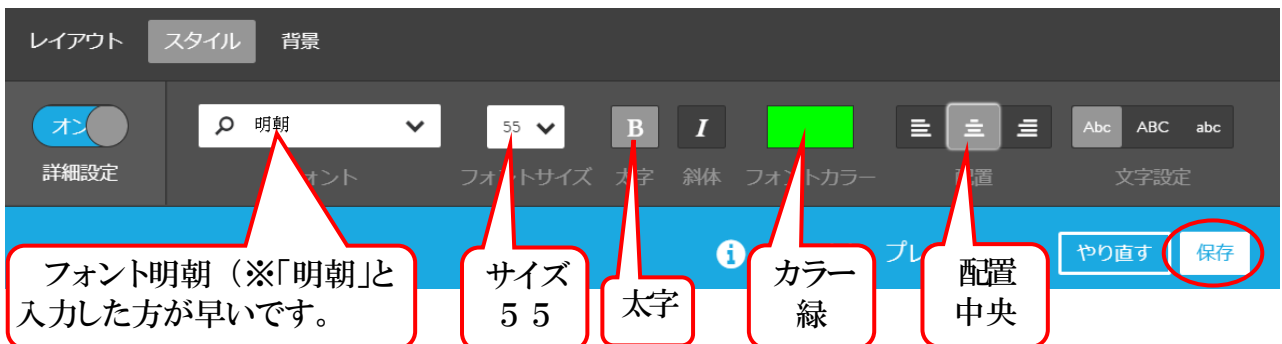 レイアウト スタイル 背景
オン 明朝 55 B I Abc ABC abc
詳細設定 フォントサイズ 太字 斜体 フォントカラー 配置 文字設定
やり直す 保存
フォント明朝（※「明朝」と
入力した方が早いです。
サイズ
５５
太字
カラー
緑
配置
中央